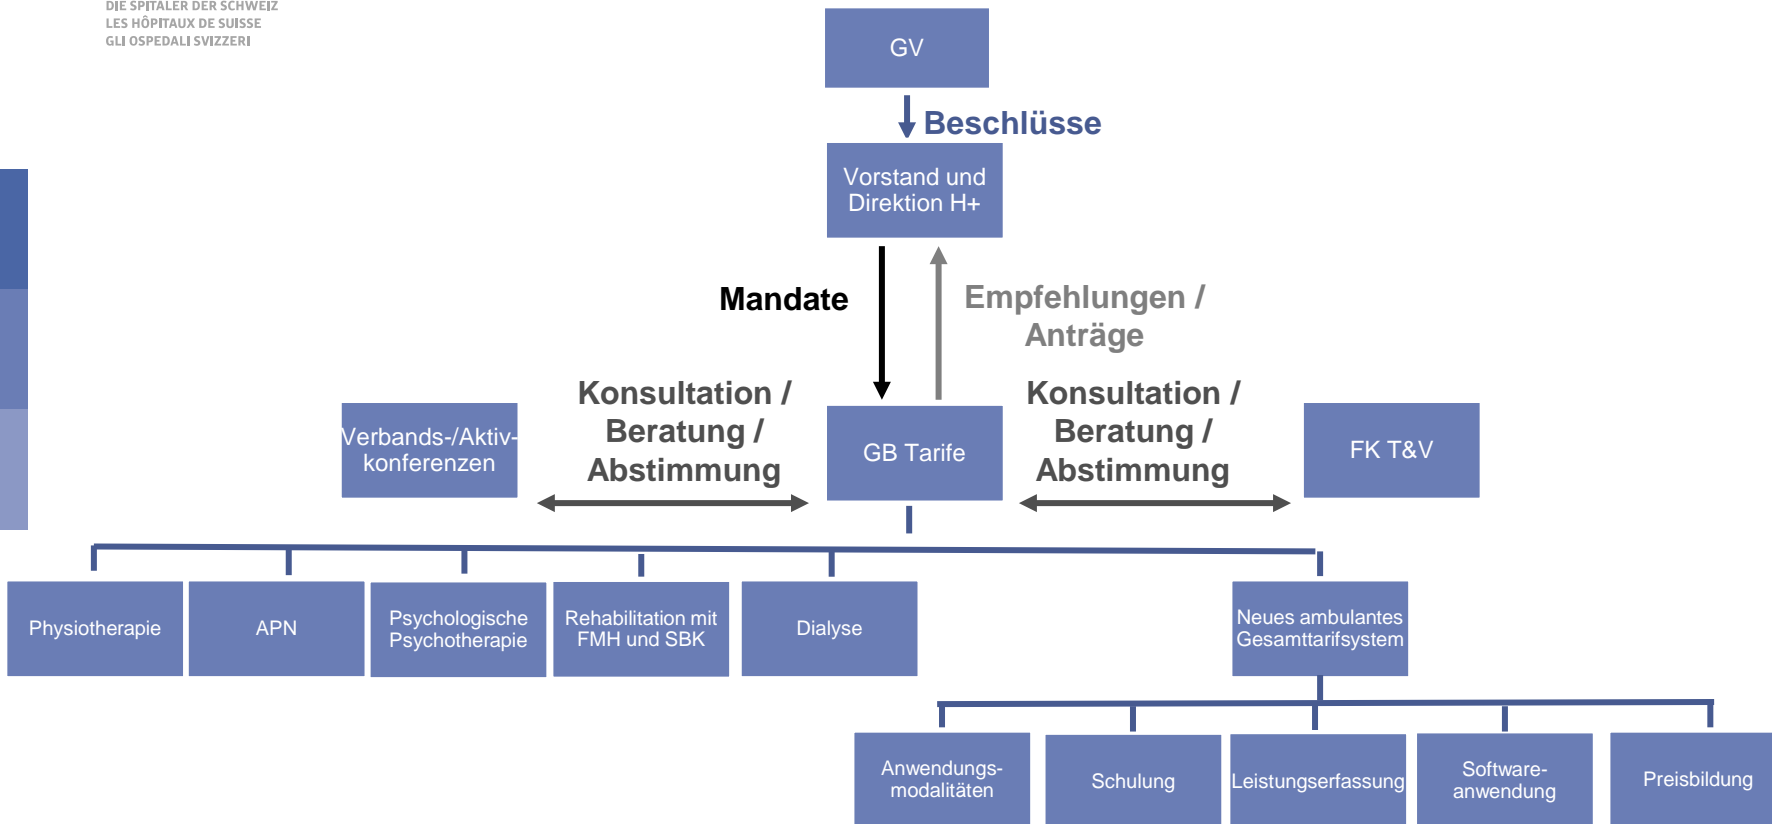 DIE SPITÄLER DER SCHWEIZ
LES HÔPITAUX DE SUISSE
GLI OSPEDALI SVIZZERI
GV
Beschlüsse
Vorstand und
Direktion H+
Mandate
Empfehlungen /
Anträge
Verbands-/Aktiv-
konferenzen
Konsultation /
Beratung /
Abstimmung
GB Tarife
Konsultation /
Beratung /
Abstimmung
FK T&V
Physiotherapie
APN
Psychologische
Psychotherapie
Rehabilitation mit
FMH und SBK
Dialyse
Neues ambulantes
Gesamttarifsystem
Anwendungs-
modalitäten
Schulung
Leistungserfassung
Software-
anwendung
Preisbildung